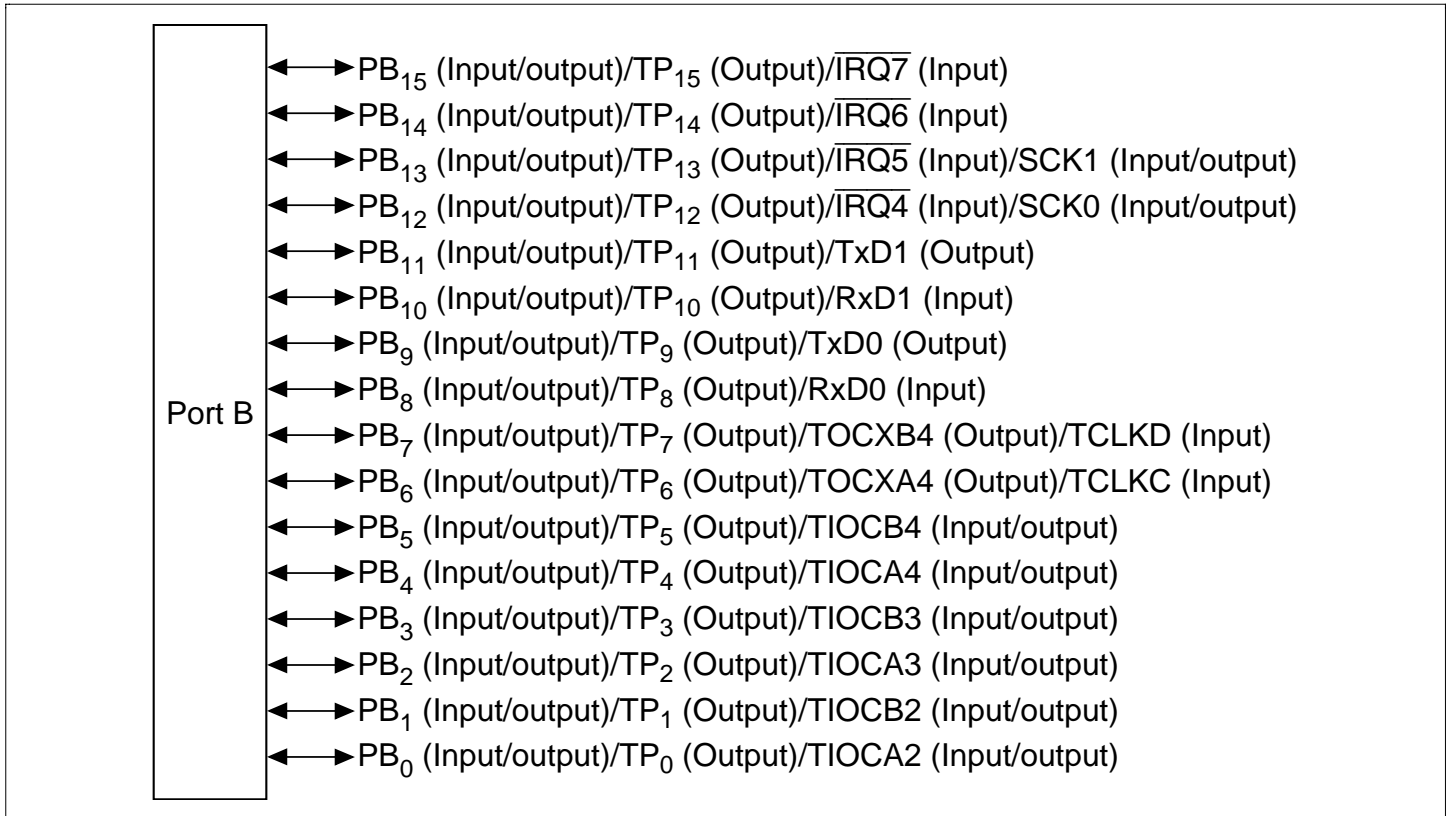 Port B
PB₁₅ (Input/output)/TP₁₅ (Output)/I̅R̅Q̅7̅ (Input)
PB₁₄ (Input/output)/TP₁₄ (Output)/I̅R̅Q̅6̅ (Input)
PB₁₃ (Input/output)/TP₁₃ (Output)/I̅R̅Q̅5̅ (Input)/SCK1 (Input/output)
PB₁₂ (Input/output)/TP₁₂ (Output)/I̅R̅Q̅4̅ (Input)/SCK0 (Input/output)
PB₁₁ (Input/output)/TP₁₁ (Output)/TxD1 (Output)
PB₁₀ (Input/output)/TP₁₀ (Output)/RxD1 (Input)
PB₉ (Input/output)/TP₉ (Output)/TxD0 (Output)
PB₈ (Input/output)/TP₈ (Output)/RxD0 (Input)
PB₇ (Input/output)/TP₇ (Output)/TOCXB4 (Output)/TCLKD (Input)
PB₆ (Input/output)/TP₆ (Output)/TOCXA4 (Output)/TCLKC (Input)
PB₅ (Input/output)/TP₅ (Output)/TIOCB4 (Input/output)
PB₄ (Input/output)/TP₄ (Output)/TIOCA4 (Input/output)
PB₃ (Input/output)/TP₃ (Output)/TIOCB3 (Input/output)
PB₂ (Input/output)/TP₂ (Output)/TIOCA3 (Input/output)
PB₁ (Input/output)/TP₁ (Output)/TIOCB2 (Input/output)
PB₀ (Input/output)/TP₀ (Output)/TIOCA2 (Input/output)